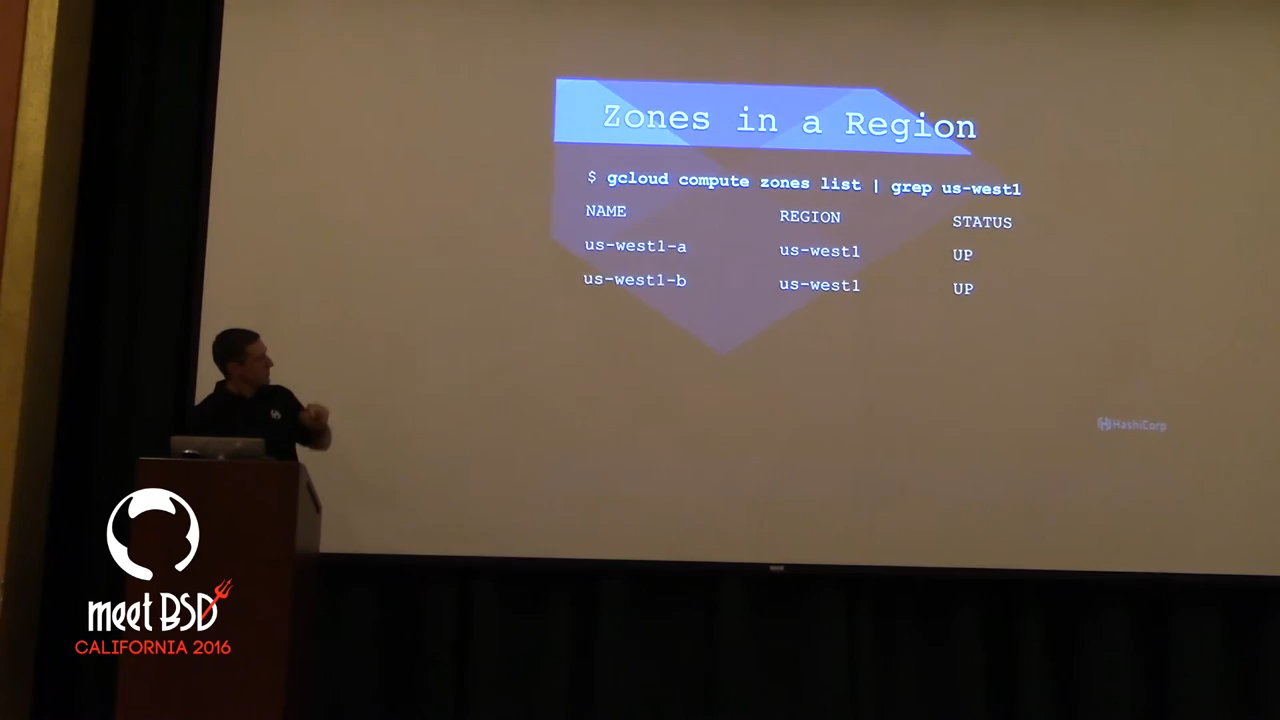 Zones in a Region
$ gcloud compute zones list | grep us-west1
NAME REGION STATUS
us-west1-a us-west1 UP
us-west1-b us-west1 UP
HashiCorp
meet BSD
CALIFORNIA 2016